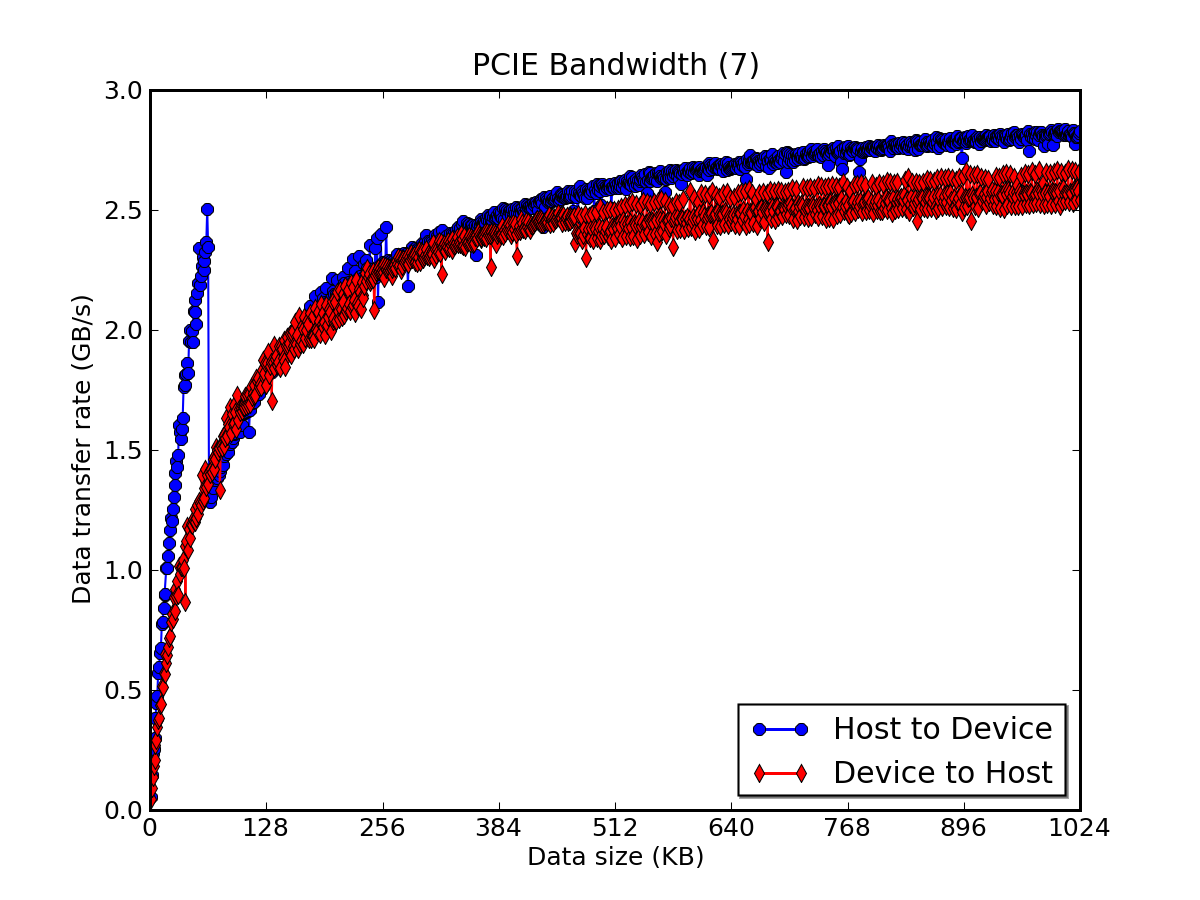 PCIE Bandwidth (7)
3.0
2.5
2.0
1.5
1.0
0.5
0.0
Data transfer rate (GB/s)
Host to Device
Device to Host
0 128 256 384 512 640 768 896 1024
Data size (KB)